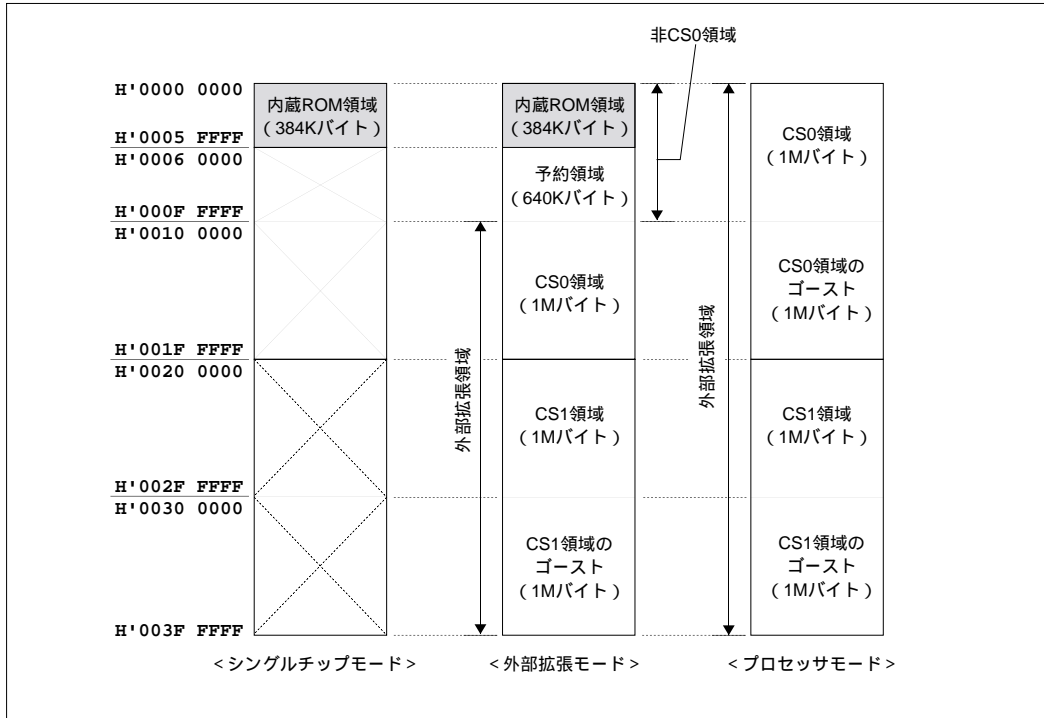 非CS0領域
H'0000 0000
H'0005 FFFF
H'0006 0000
H'000F FFFF
H'0010 0000
H'001F FFFF
H'0020 0000
H'002F FFFF
H'0030 0000
H'003F FFFF
内蔵ROM領域
(384Kバイト)
<シングルチップモード>
外部拡張領域
内蔵ROM領域
(384Kバイト)
予約領域
(640Kバイト)
CS0領域
(1Mバイト)
CS1領域
(1Mバイト)
CS1領域の
ゴースト
(1Mバイト)
<外部拡張モード>
外部拡張領域
CS0領域
(1Mバイト)
CS0領域の
ゴースト
(1Mバイト)
CS1領域
(1Mバイト)
CS1領域の
ゴースト
(1Mバイト)
<プロセッサモード>